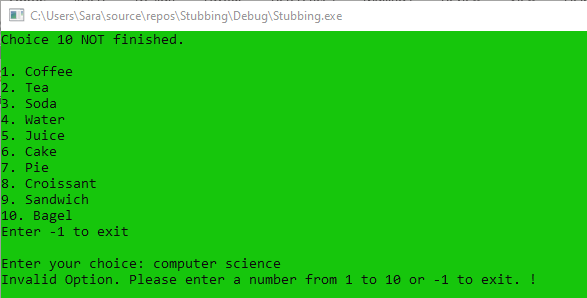 C:\Users\Sara\source\repos\Stubbing\Debug\Stubbing.exe
Choice 10 NOT finished.
1. Coffee
2. Tea
3. Soda
4. Water
5. Juice
6. Cake
7. Pie
8. Croissant
9. Sandwich
10. Bagel
Enter -1 to exit
Enter your choice: computer science
Invalid Option. Please enter a number from 1 to 10 or -1 to exit. !